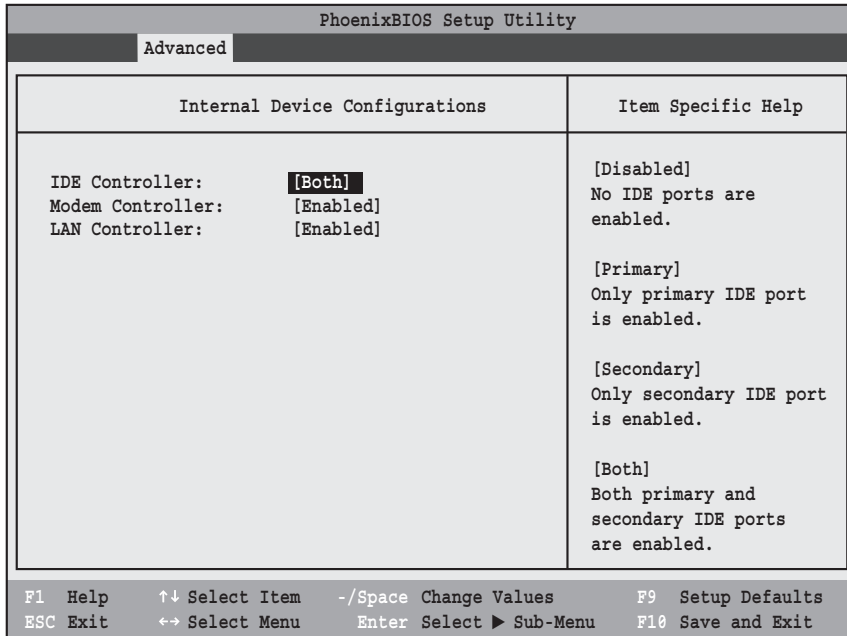 PhoenixBIOS Setup Utility
Advanced
Internal Device Configurations
Item Specific Help
IDE Controller: [Both]
Modem Controller: [Enabled]
LAN Controller: [Enabled]
[Disabled]
No IDE ports are
enabled.
[Primary]
Only primary IDE port
is enabled.
[Secondary]
Only secondary IDE port
is enabled.
[Both]
Both primary and
secondary IDE ports
are enabled.
F1 Help ↑↓ Select Item -/Space Change Values F9 Setup Defaults
ESC Exit ←→ Select Menu Enter Select ▶ Sub-Menu F10 Save and Exit